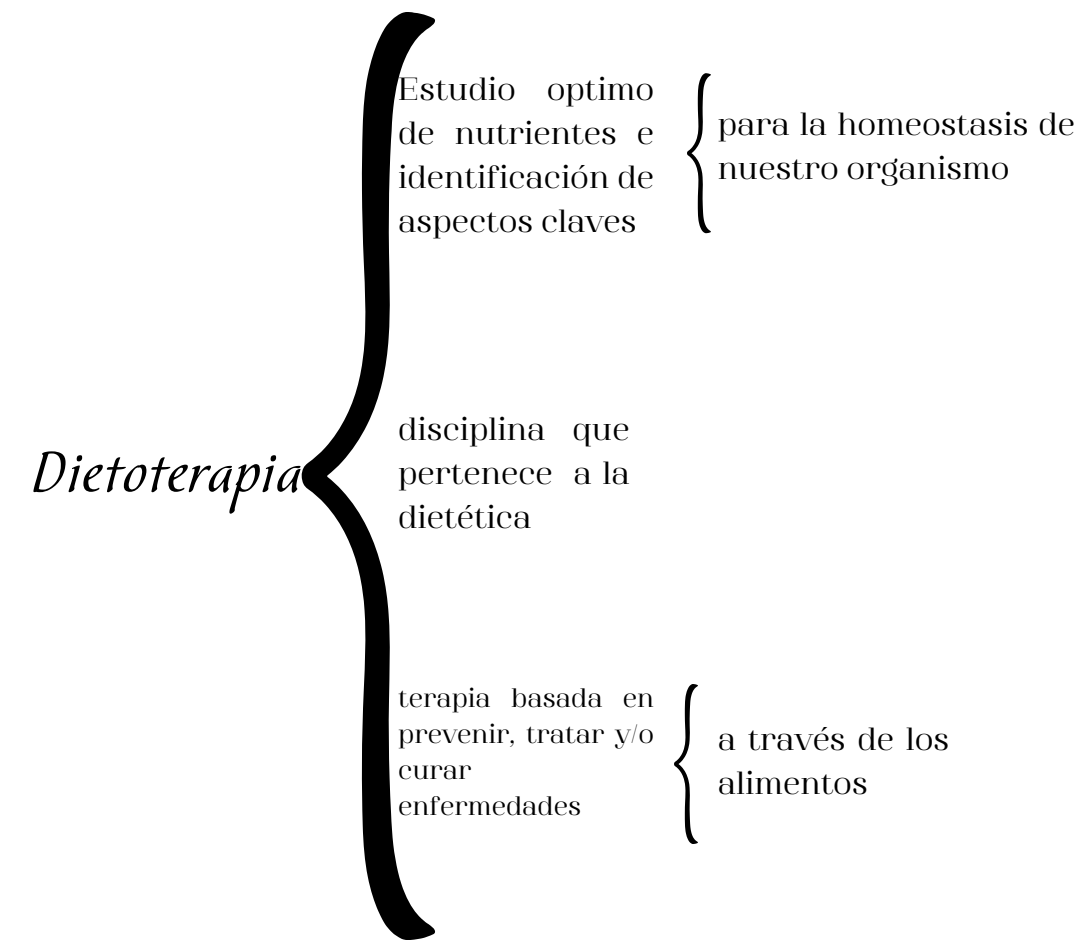 Dietoterapia
Estudio optimo
de nutrientes e
identificación de
aspectos claves
para la homeostasis de
nuestro organismo
disciplina que
pertenece a la
dietética
terapia basada en
prevenir, tratar y/o
curar
enfermedades
a través de los
alimentos